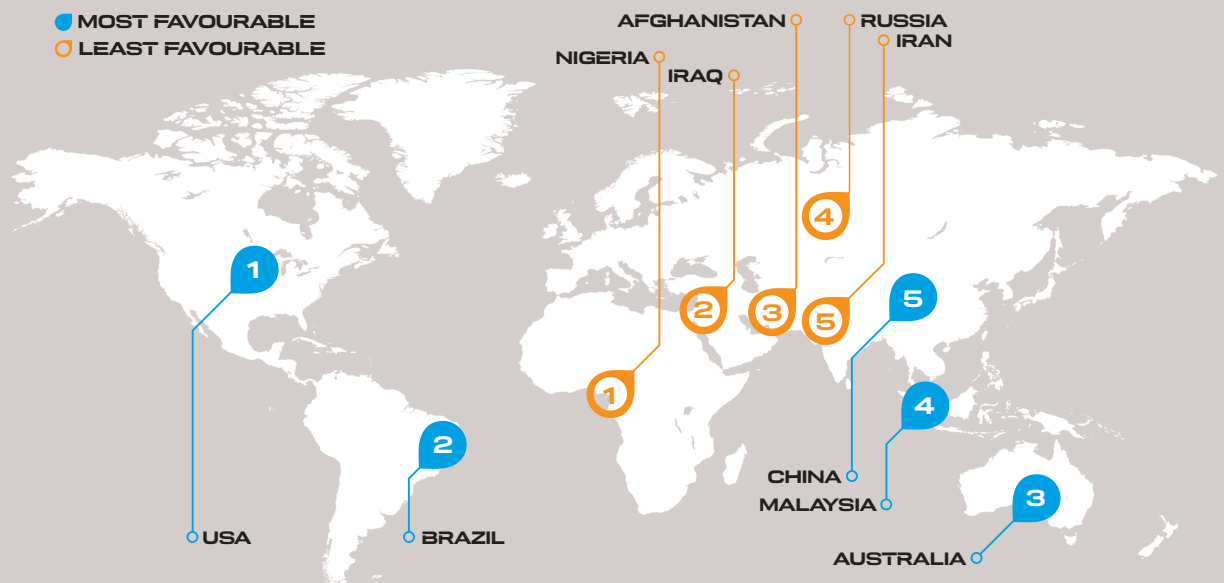 MOST FAVOURABLE
LEAST FAVOURABLE
AFGHANISTAN
RUSSIA
IRAN
NIGERIA
IRAQ
4
1
5
2
3
5
1
4
2
3
CHINA
MALAYSIA
USA
BRAZIL
AUSTRALIA